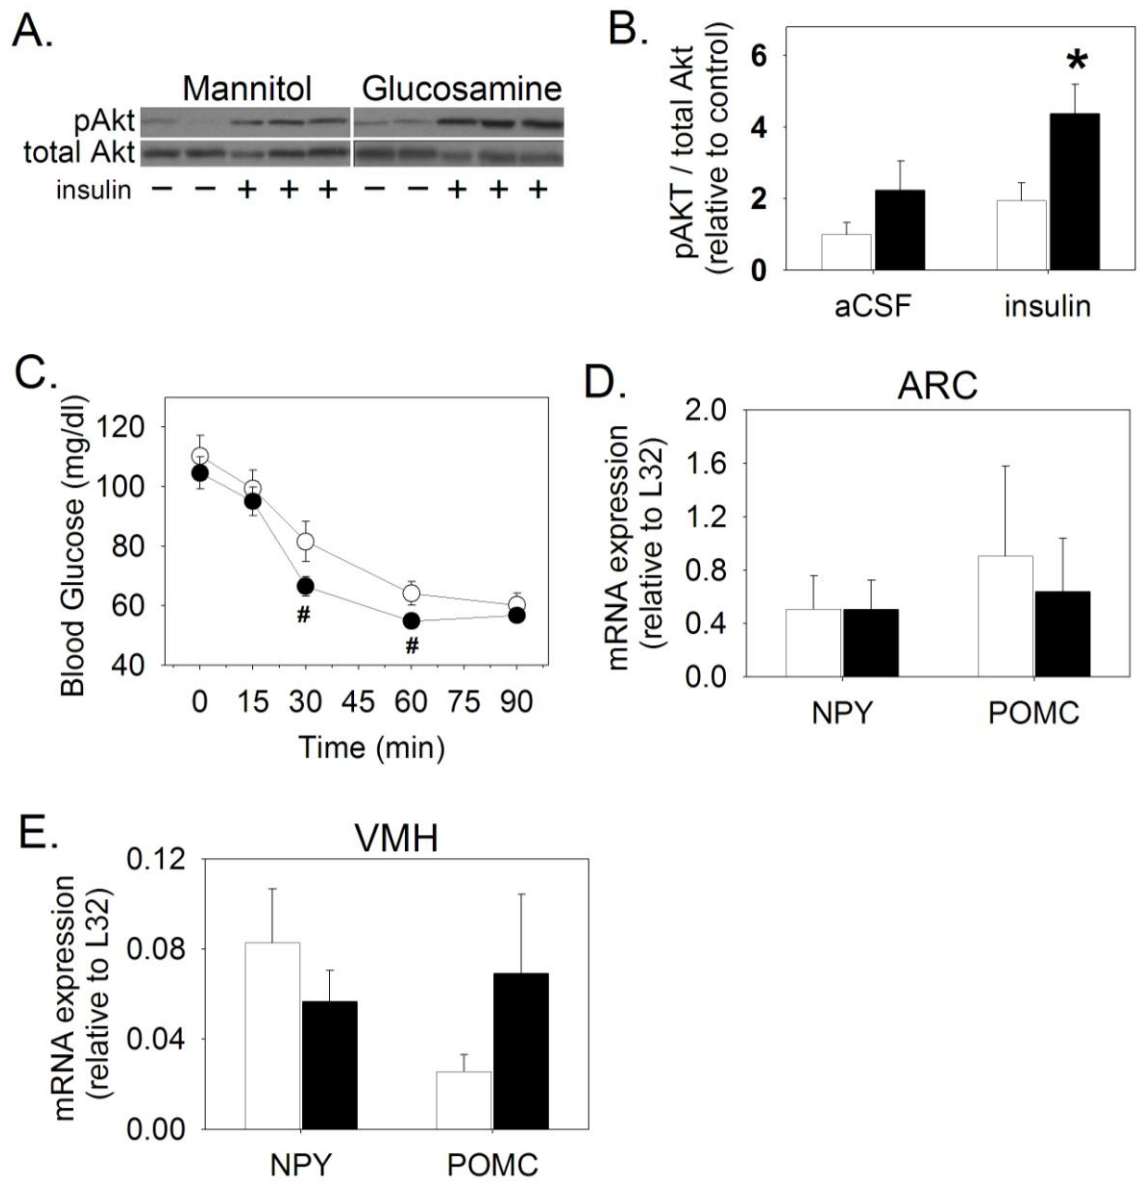 A.
Mannitol Glucosamine
pAkt
total Akt
insulin − − + + + − − + + +
B.
pAKT / total Akt
(relative to control)
6
4
2
0
*
aCSF insulin
C.
Blood Glucose (mg/dl)
120
100
80
60
40
#
#
0 15 30 45 60 75 90
Time (min)
D.
ARC
mRNA expression
(relative to L32)
2.0
1.6
1.2
0.8
0.4
0.0
NPY POMC
E.
VMH
mRNA expression
(relative to L32)
0.12
0.08
0.04
0.00
NPY POMC